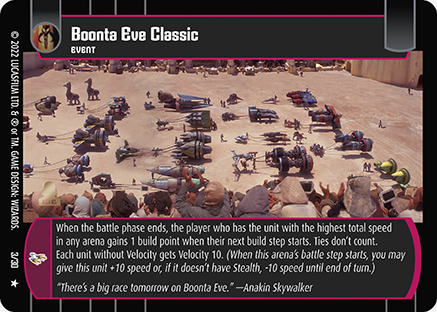 Boonta Eve Classic
EVENT
When the battle phase ends, the player who has the unit with the highest total speed
in any arena gains 1 build point when their next build step starts. Ties don't count.
Each unit without Velocity gets Velocity 10. (When this arena's battle step starts, you may
give this unit +10 speed or, if it doesn't have Stealth, -10 speed until end of turn.)
"There's a big race tomorrow on Boonta Eve." —Anakin Skywalker
© 2022 LUCASFILM LTD. & ® or TM. GAME DESIGN: WIZARDS.